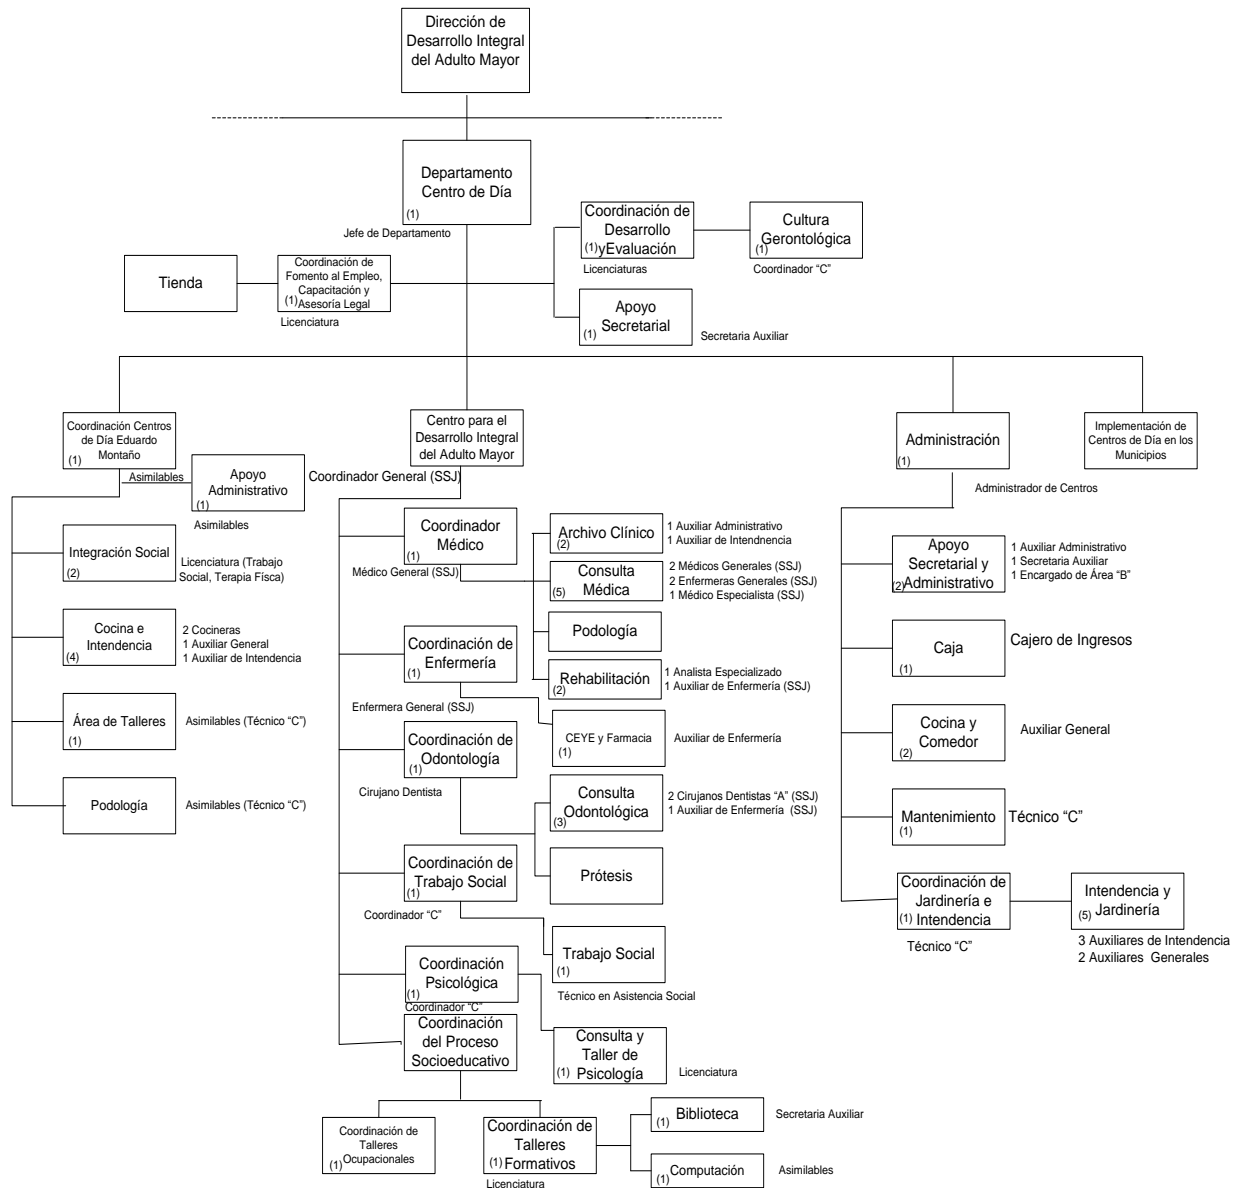 Dirección de
Desarrollo Integral
del Adulto Mayor
Departamento
Centro de Día
(1)
Jefe de Departamento
Coordinación de
Desarrollo
(1) yEvaluación
Licenciaturas
Cultura
Gerontológica
(1)
Coordinador "C"
Tienda
Coordinación de
Fomento al Empleo,
Capacitación y
(1) Asesoría Legal
Licenciatura
Apoyo
Secretarial
(1)
Secretaria Auxiliar
Coordinación Centros
de Día Eduardo
Montaño
(1)
Asimilables
Apoyo
Administrativo
(1)
Asimilables
Integración Social
(2)
Licenciatura (Trabajo
Social, Terapia Físca)
Cocina e
Intendencia
(4)
2 Cocineras
1 Auxiliar General
1 Auxiliar de Intendencia
Área de Talleres
(1)
Asimilables (Técnico "C")
Podología
Asimilables (Técnico "C")
Centro para el
Desarrollo Integral
del Adulto Mayor
Coordinador General (SSJ)
Coordinador
Médico
(1)
Médico General (SSJ)
Archivo Clínico
(2)
1 Auxiliar Administrativo
1 Auxiliar de Intendnencia
Consulta
Médica
(5)
2 Médicos Generales (SSJ)
2 Enfermeras Generales (SSJ)
1 Médico Especialista (SSJ)
Podología
Rehabilitación
(2)
1 Analista Especializado
1 Auxiliar de Enfermería (SSJ)
Coordinación de
Enfermería
(1)
Enfermera General (SSJ)
CEYE y Farmacia
(1)
Auxiliar de Enfermería
Coordinación de
Odontología
(1)
Cirujano Dentista
Consulta
Odontológica
(3)
2 Cirujanos Dentistas "A" (SSJ)
1 Auxiliar de Enfermería (SSJ)
Prótesis
Coordinación de
Trabajo Social
(1)
Coordinador "C"
Trabajo Social
(1)
Técnico en Asistencia Social
Coordinación
Psicológica
(1)
Coordinador "C"
Consulta y
Taller de
(1) Psicología
Licenciatura
Coordinación
del Proceso
Socioeducativo
Coordinación de
Talleres
(1) Ocupacionales
Coordinación de
Talleres
(1) Formativos
Licenciatura
Biblioteca
(1)
Secretaria Auxiliar
Computación
(1)
Asimilables
Administración
(1)
Administrador de Centros
Apoyo
Secretarial y
(2) Administrativo
1 Auxiliar Administrativo
1 Secretaria Auxiliar
1 Encargado de Área "B"
Caja
(1)
Cajero de Ingresos
Cocina y
Comedor
(2)
Auxiliar General
Mantenimiento
(1)
Técnico "C"
Coordinación de
Jardinería e
(1) Intendencia
Técnico "C"
Intendencia y
Jardinería
(5)
3 Auxiliares de Intendencia
2 Auxiliares Generales
Implementación de
Centros de Día en los
Municipios